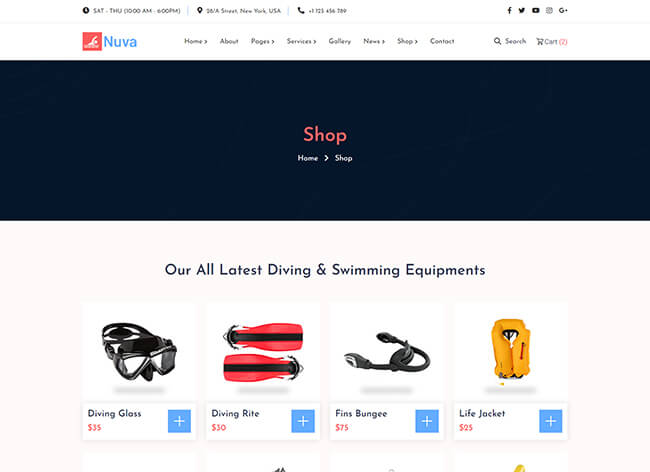 SAT - THU (10:00 AM - 6:00PM) 28/A Street, New York, USA +1 125 456 789
Nuva Home About Pages Services Gallery News Shop Contact Search Cart (2)
Shop
Home Shop
Our All Latest Diving & Swimming Equipments
Diving Glass Diving Rite Fins Bungee Life Jacket
$35 $30 $75 $25